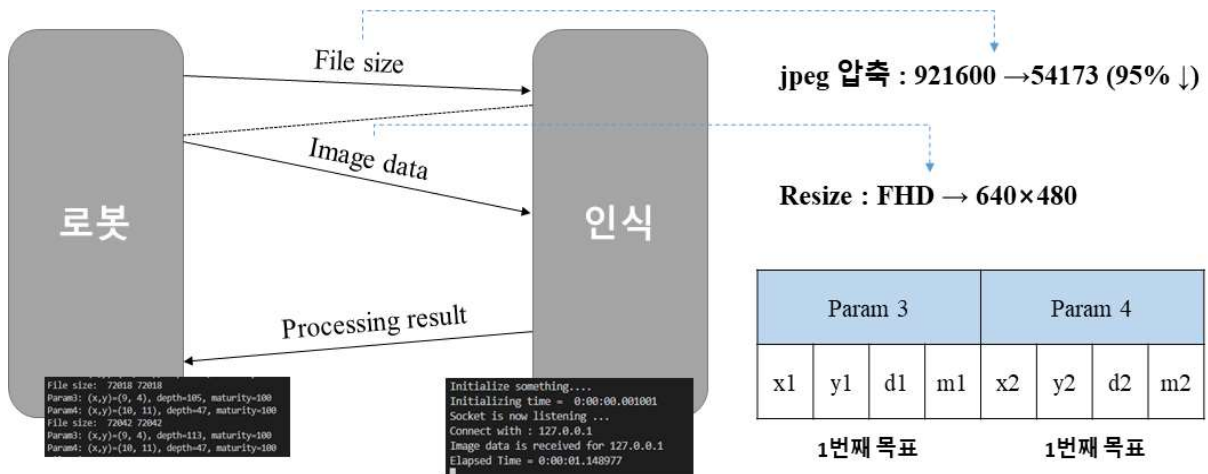 File size
jpeg 압축 : 921600 →54173 (95% ↓)
Image data
Resize : FHD → 640×480
로봇
인식
Processing result
Param 3 Param 4
x1 y1 d1 m1 x2 y2 d2 m2
1번째 목표 1번째 목표
File size: 72018 72018
Param3: (x,y)=(9, 4), depth=105, maturity=100
Param4: (x,y)=(10, 11), depth=47, maturity=100
File size: 72042 72042
Param3: (x,y)=(9, 4), depth=113, maturity=100
Param4: (x,y)=(10, 11), depth=47, maturity=100
Initialize something....
Initializing time = 0:00:00.001001
Socket is now listening ...
Connect with : 127.0.0.1
Image data is received for 127.0.0.1
Elapsed Time = 0:00:01.148977